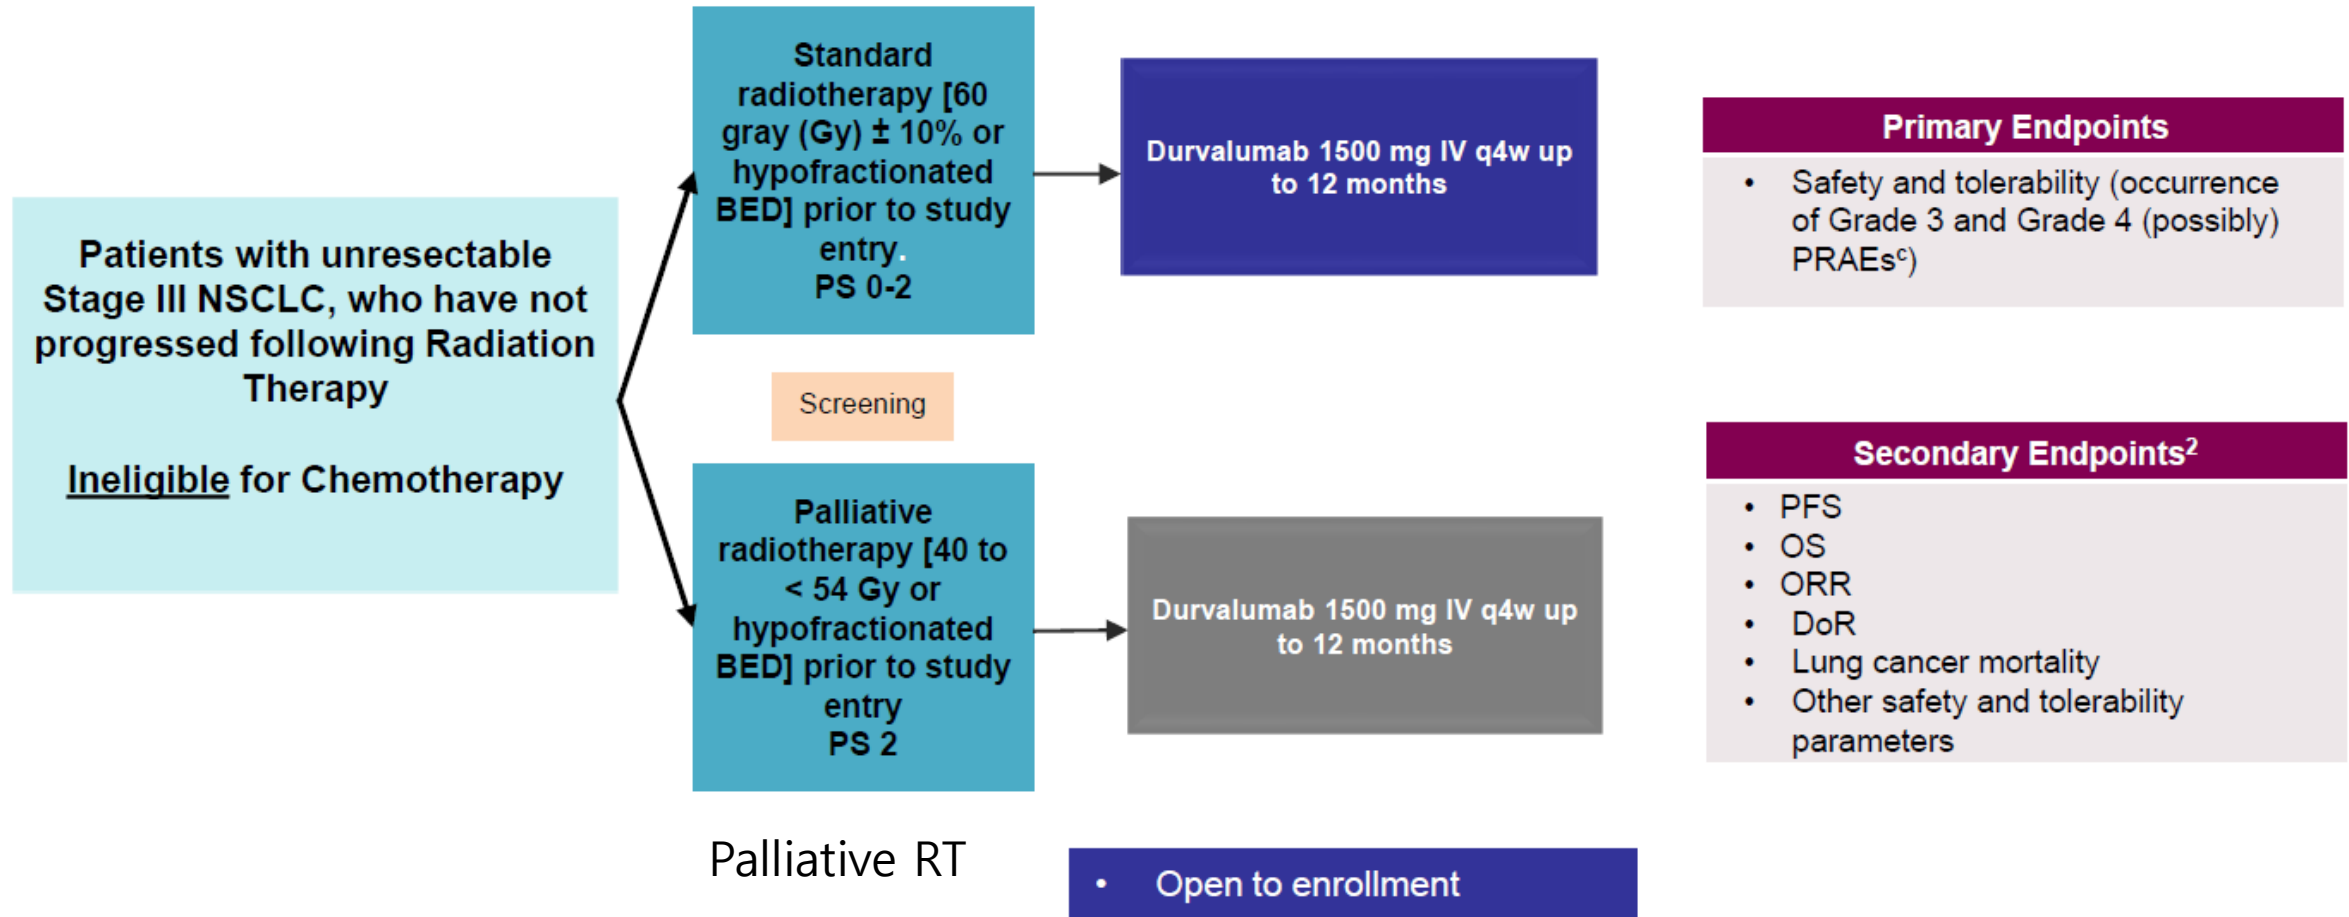 Patients with unresectable
Stage III NSCLC, who have not
progressed following Radiation
Therapy
Ineligible for Chemotherapy
Standard
radiotherapy [60
gray (Gy) ± 10% or
hypofractionated
BED] prior to study
entry.
PS 0-2
Screening
Palliative
radiotherapy [40 to
< 54 Gy or
hypofractionated
BED] prior to study
entry
PS 2
Palliative RT
Durvalumab 1500 mg IV q4w up
to 12 months
Durvalumab 1500 mg IV q4w up
to 12 months
• Open to enrollment
Primary Endpoints
• Safety and tolerability (occurrence
of Grade 3 and Grade 4 (possibly)
PRAEsᶜ)
Secondary Endpoints²
• PFS
• OS
• ORR
• DoR
• Lung cancer mortality
• Other safety and tolerability
parameters